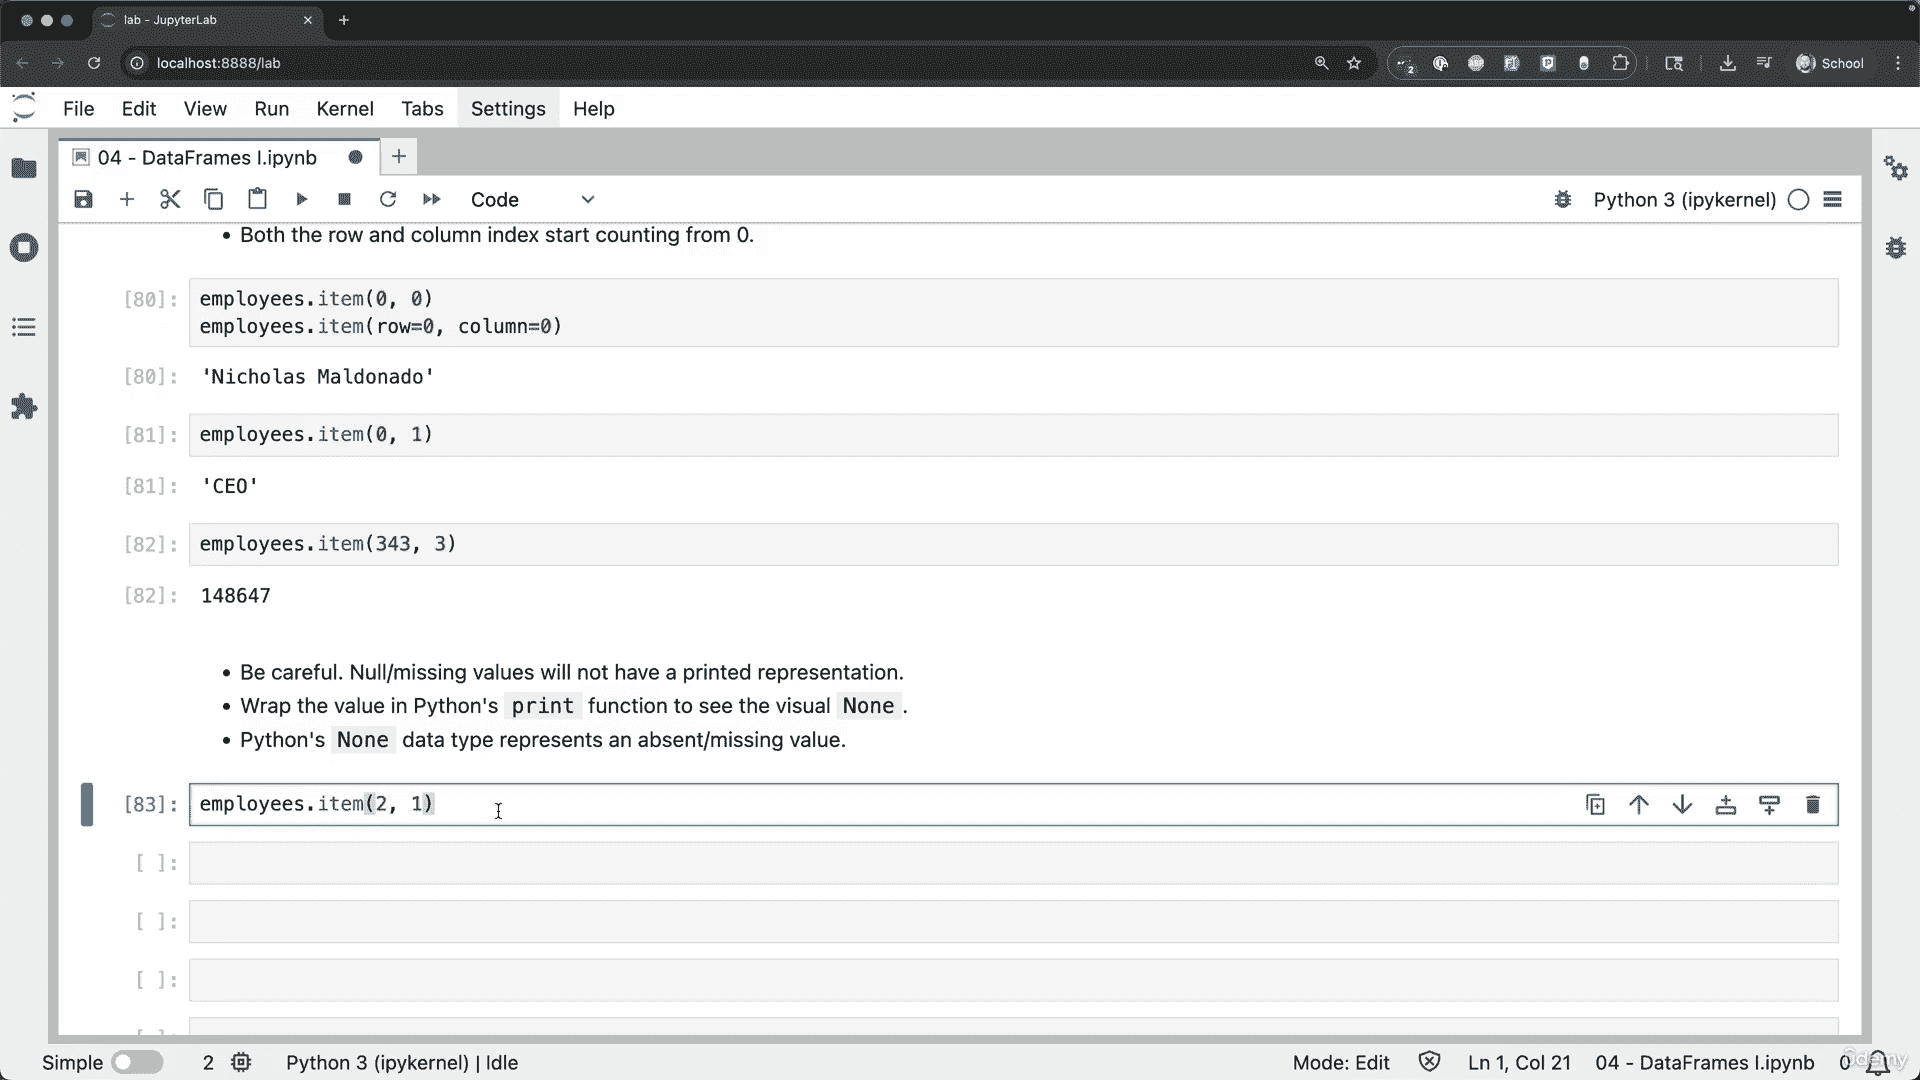 lab - JupyterLab
localhost:8888/lab
2
School
File Edit View Run Kernel Tabs Settings Help
04 - DataFrames I.ipynb
Code
Python 3 (ipykernel)
• Both the row and column index start counting from 0.
[80]: employees.item(0, 0)
employees.item(row=0, column=0)
[80]: 'Nicholas Maldonado'
[81]: employees.item(0, 1)
[81]: 'CEO'
[82]: employees.item(343, 3)
[82]: 148647
• Be careful. Null/missing values will not have a printed representation.
• Wrap the value in Python's print function to see the visual None.
• Python's None data type represents an absent/missing value.
[83]: employees.item(2, 1)
[ ]:
[ ]:
[ ]:
[ ]:
Simple 2 Python 3 (ipykernel) | Idle Mode: Edit Ln 1, Col 21 04 - DataFrames I.ipynb 0
Udemy